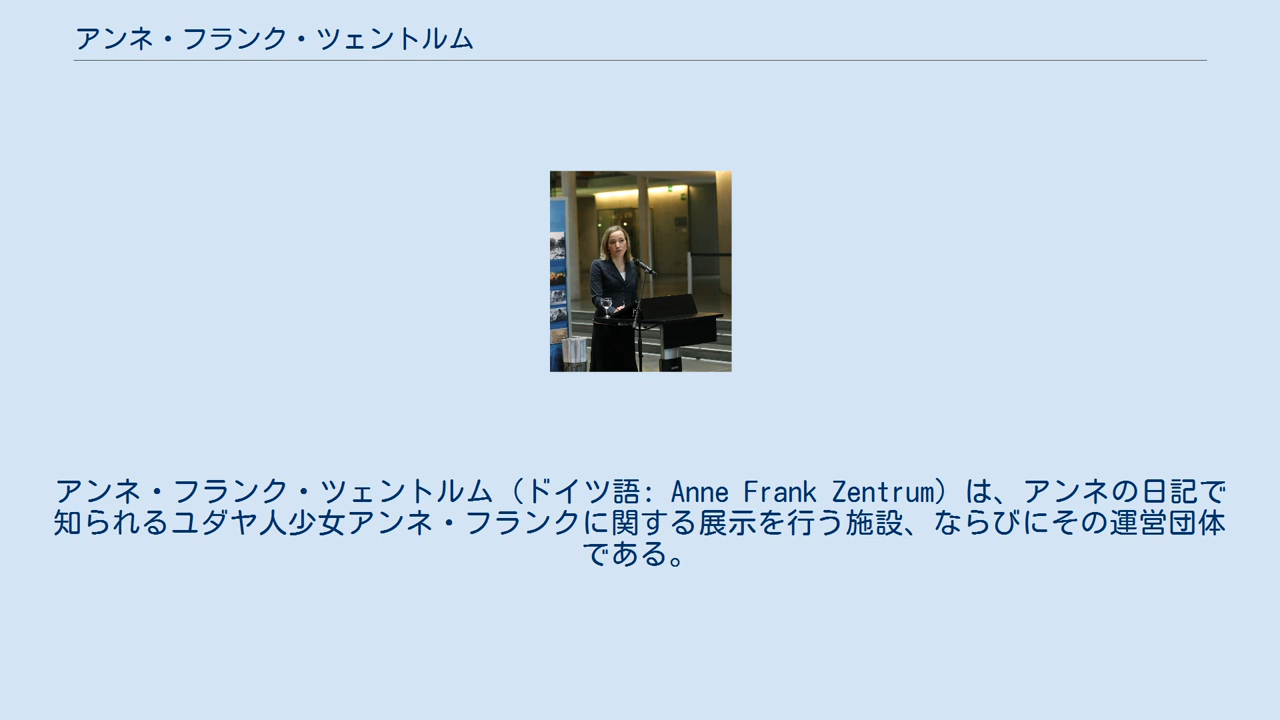 アンネ・フランク・ツェントルム
アンネ・フランク・ツェントルム（ドイツ語: Anne Frank Zentrum）は、アンネの日記で
知られるユダヤ人少女アンネ・フランクに関する展示を行う施設、ならびにその運営団体
である。